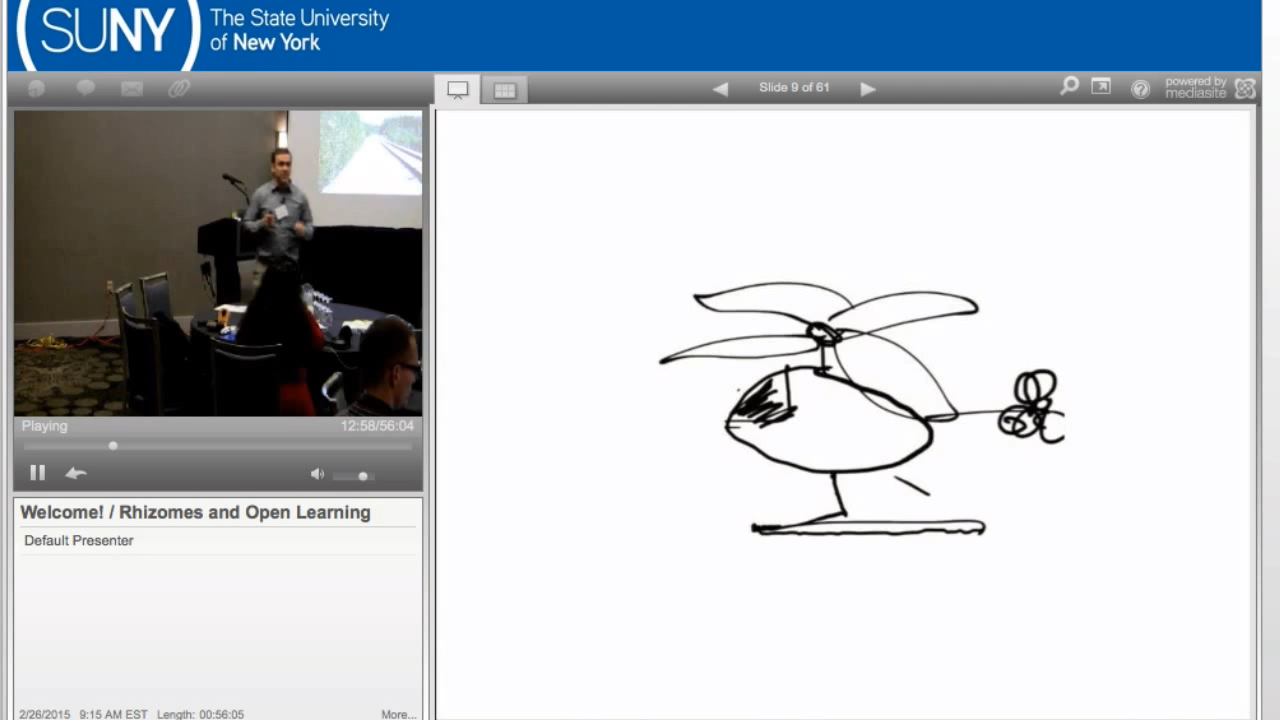 SUNY
The State University
of New York
Slide 9 of 61
powered by
mediasite
Playing
12:58/56:04
Welcome! / Rhizomes and Open Learning
Default Presenter
2/26/2015 9:15 AM EST Length: 00:56:05
More...